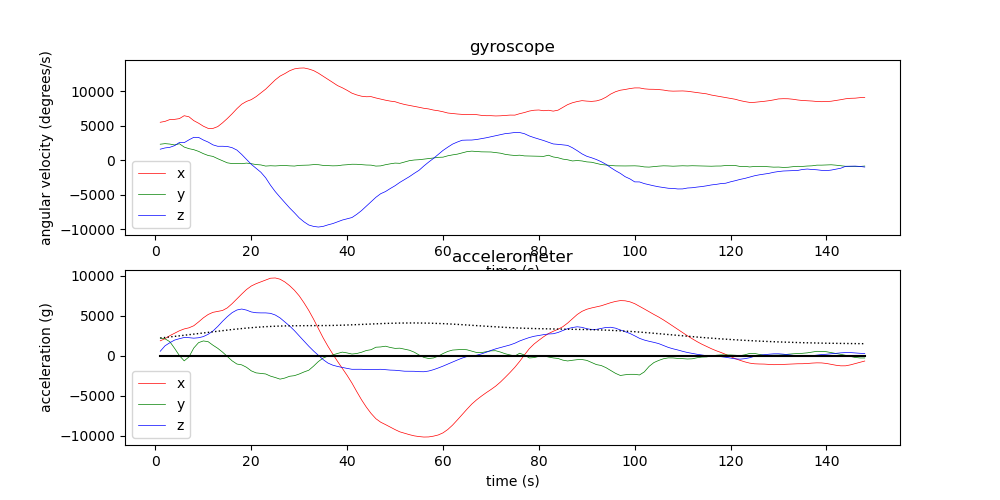 gyroscope
angular velocity (degrees/s)
10000
5000
0
−5000
−10000
x
y
z
0 20 40 60 80 100 120 140
time (s)
accelerometer
acceleration (g)
10000
5000
0
−5000
−10000
x
y
z
0 20 40 60 80 100 120 140
time (s)